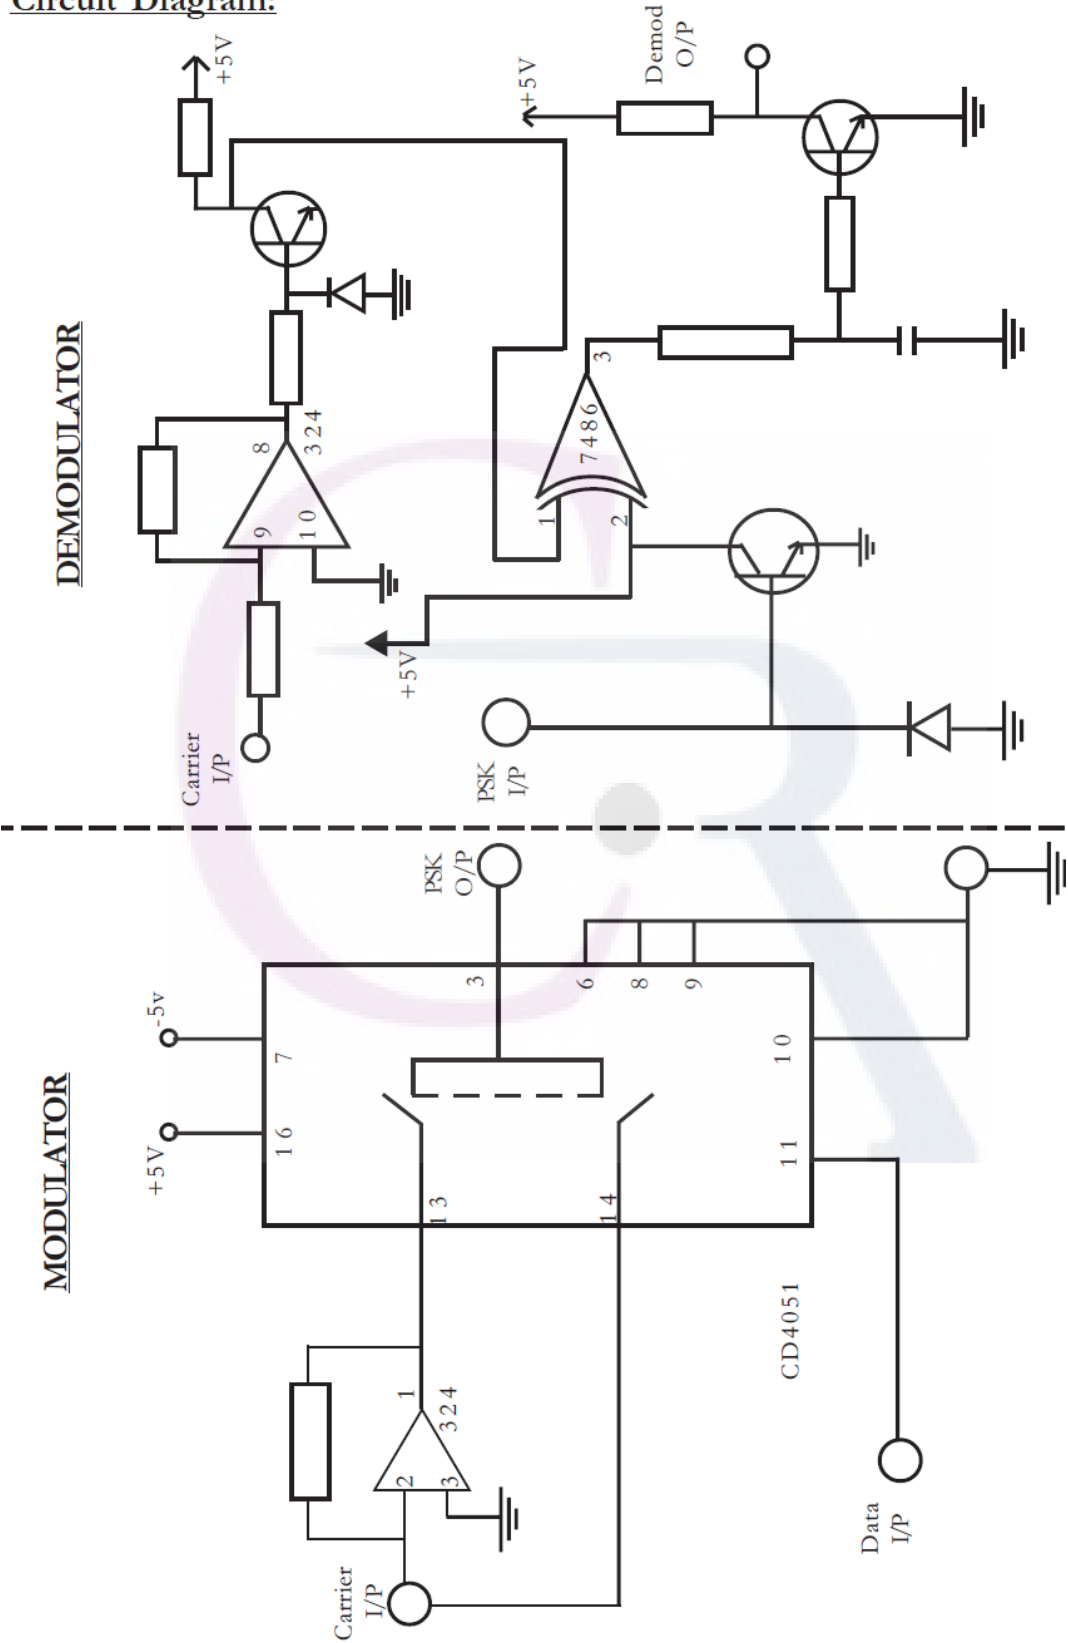 Circuit Diagram:
DEMODULATOR
+5V
8
324
9
10
Carrier
I/P
+5V
Demod
O/P
3
7486
1
2
+5V
PSK
I/P
MODULATOR
PSK
O/P
-5v
+5V
7
16
3
6
8
9
10
11
13
14
CD4051
1
324
2
3
Carrier
I/P
Data
I/P